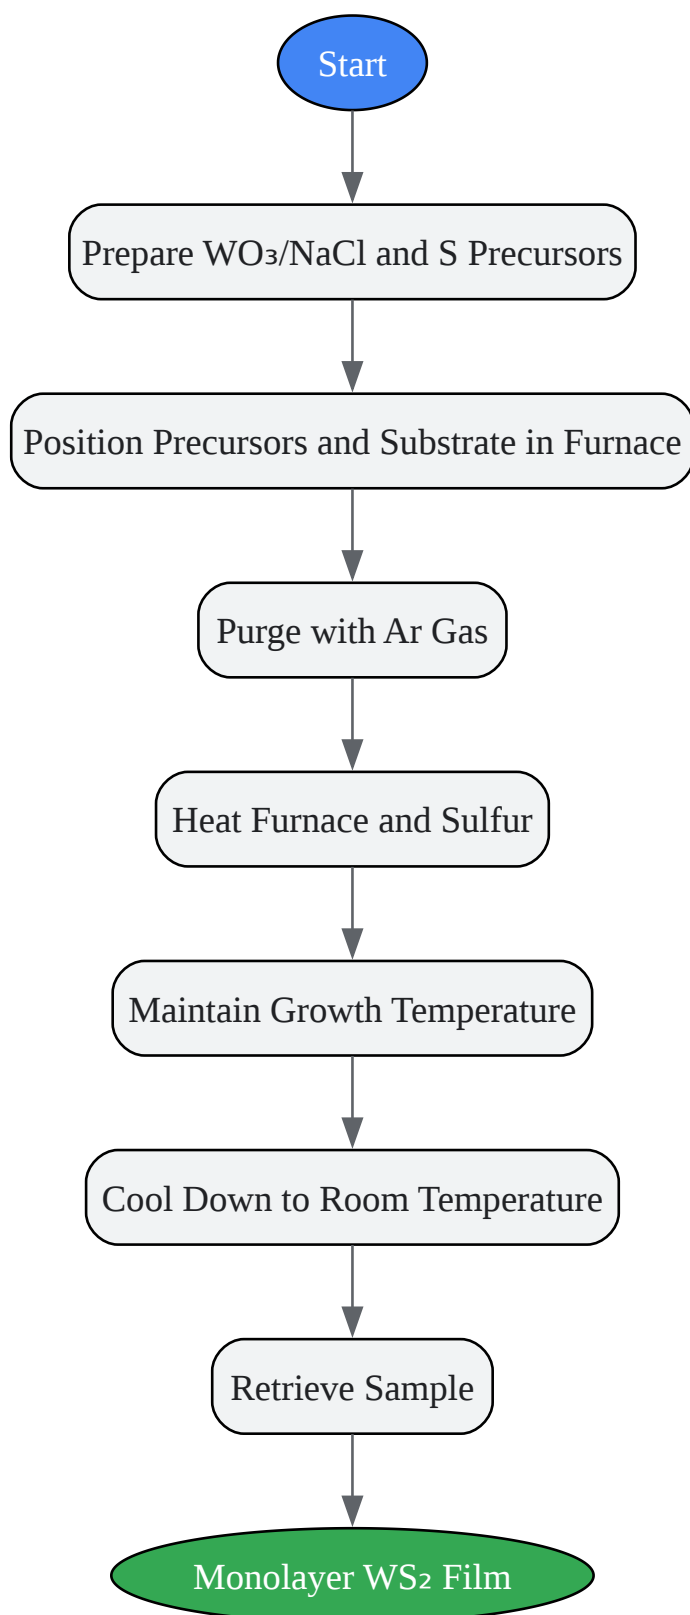 Start
Prepare WO₃/NaCl and S Precursors
Position Precursors and Substrate in Furnace
Purge with Ar Gas
Heat Furnace and Sulfur
Maintain Growth Temperature
Cool Down to Room Temperature
Retrieve Sample
Monolayer WS₂ Film